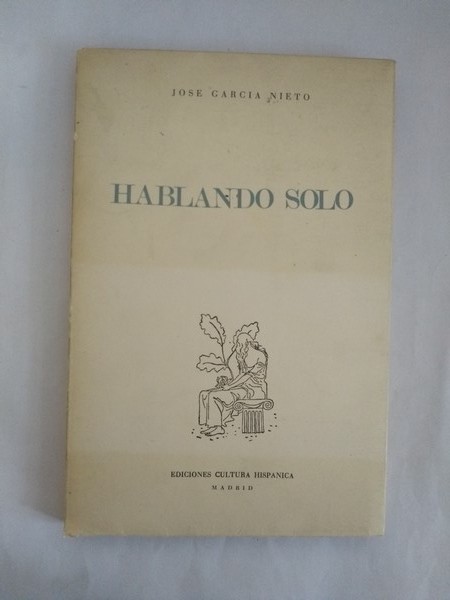 JOSE GARCIA NIETO
HABLANDO SOLO
EDICIONES CULTURA HISPANICA
MADRID